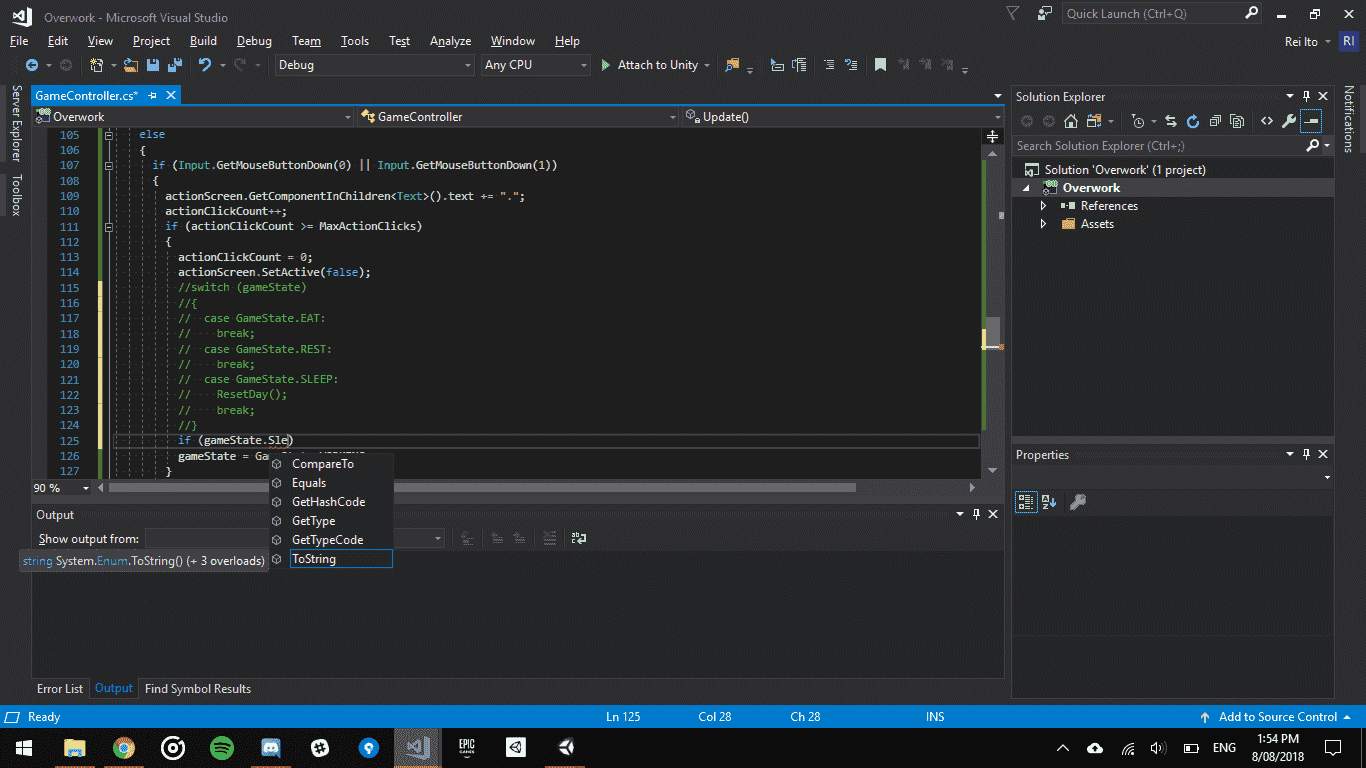 Overwork - Microsoft Visual Studio
Quick Launch (Ctrl+Q)
File Edit View Project Build Debug Team Tools Test Analyze Window Help
Rei Ito RI
Debug Any CPU Attach to Unity
Server Explorer
Toolbox
GameController.cs*
Overwork GameController Update()
105 else
106 {
107 if (Input.GetMouseButtonDown(0) || Input.GetMouseButtonDown(1))
108 {
109 actionScreen.GetComponentInChildren<Text>().text += ".";
110 actionClickCount++;
111 if (actionClickCount >= MaxActionClicks)
112 {
113 actionClickCount = 0;
114 actionScreen.SetActive(false);
115 //switch (gameState)
116 //{
117 // case GameState.EAT:
118 // break;
119 // case GameState.REST:
120 // break;
121 // case GameState.SLEEP:
122 // ResetDay();
123 // break;
124 //}
125 if (gameState.Sle)
126 gameState = Ga
127 }
CompareTo
Equals
GetHashCode
GetType
GetTypeCode
ToString
string System.Enum.ToString() (+ 3 overloads)
90 %
Output
Show output from:
Error List Output Find Symbol Results
Solution Explorer
Search Solution Explorer (Ctrl+;)
Solution 'Overwork' (1 project)
Overwork
References
Assets
Properties
Notifications
Ready Ln 125 Col 28 Ch 28 INS Add to Source Control
EPIC
GAMES
ENG
1:54 PM
8/08/2018